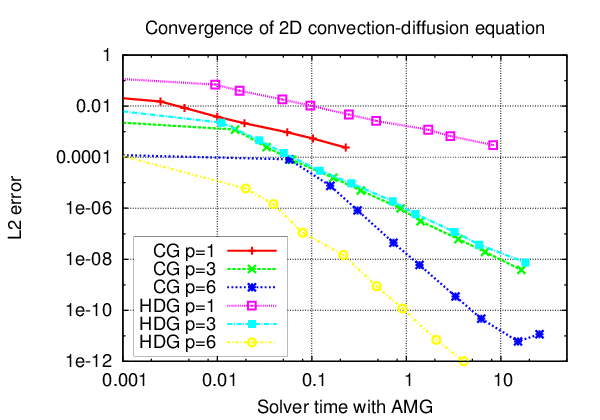 Convergence of 2D convection-diffusion equation
1
0.01
0.0001
1e-06
1e-08
1e-10
1e-12
L2 error
CG p=1
CG p=3
CG p=6
HDG p=1
HDG p=3
HDG p=6
0.001 0.01 0.1 1 10
Solver time with AMG